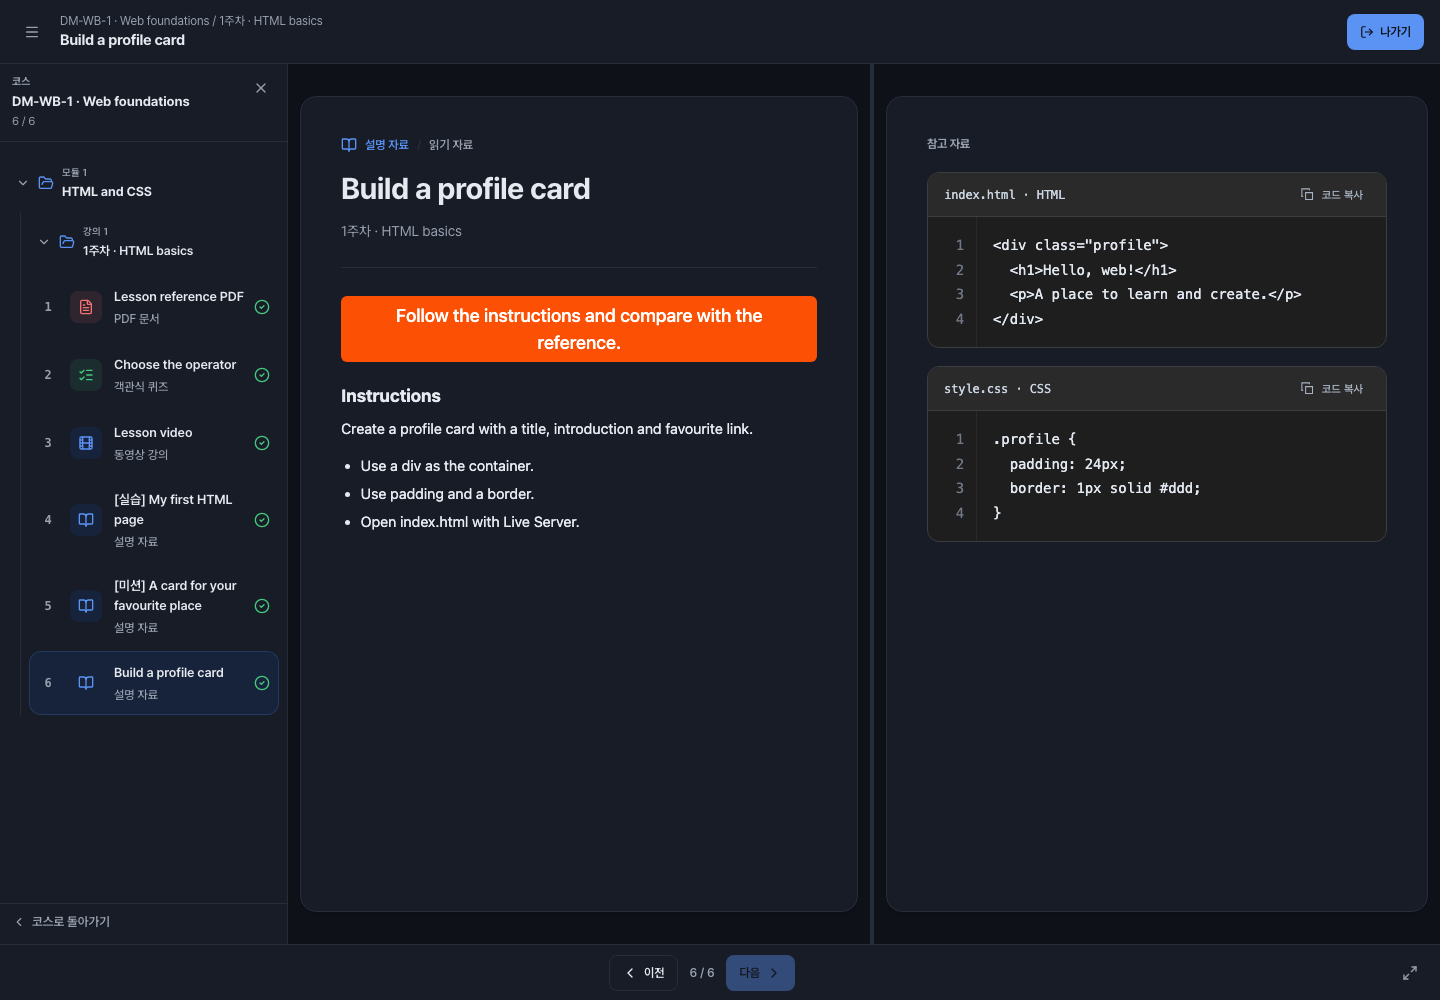 DM-WB-1 · Web foundations / 1주차 · HTML basics
Build a profile card
나가기
코스
DM-WB-1 · Web foundations
6 / 6
모듈 1
HTML and CSS
강의 1
1주차 · HTML basics
1
Lesson reference PDF
PDF 문서
2
Choose the operator
객관식 퀴즈
3
Lesson video
동영상 강의
4
[실습] My first HTML
page
설명 자료
5
[미션] A card for your
favourite place
설명 자료
6
Build a profile card
설명 자료
코스로 돌아가기
설명 자료 / 읽기 자료
Build a profile card
1주차 · HTML basics
Follow the instructions and compare with the
reference.
Instructions
Create a profile card with a title, introduction and favourite link.
• Use a div as the container.
• Use padding and a border.
• Open index.html with Live Server.
참고 자료
index.html · HTML
코드 복사
1 <div class="profile">
2   <h1>Hello, web!</h1>
3   <p>A place to learn and create.</p>
4 </div>
style.css · CSS
코드 복사
1 .profile {
2   padding: 24px;
3   border: 1px solid #ddd;
4 }
이전
6 / 6
다음